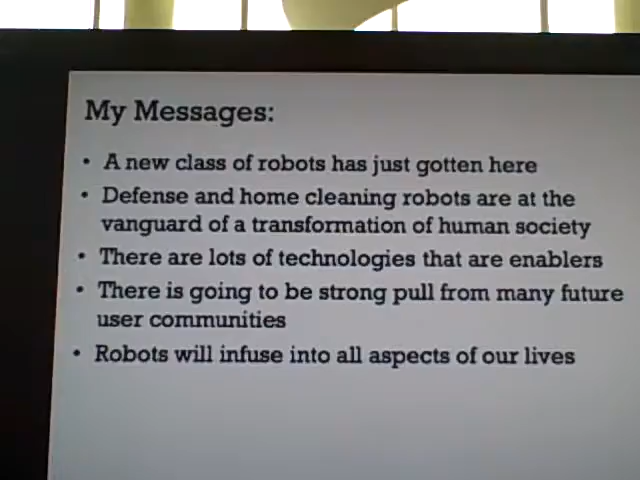 My Messages:
• A new class of robots has just gotten here
• Defense and home cleaning robots are at the
vanguard of a transformation of human society
• There are lots of technologies that are enablers
• There is going to be strong pull from many future
user communities
• Robots will infuse into all aspects of our lives